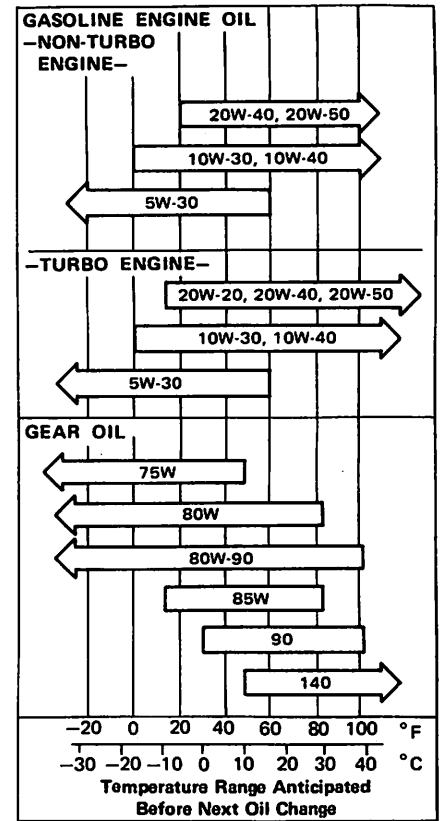 GASOLINE ENGINE OIL
–NON-TURBO
ENGINE–
20W-40, 20W-50
10W-30, 10W-40
5W-30
–TURBO ENGINE–
20W-20, 20W-40, 20W-50
10W-30, 10W-40
5W-30
GEAR OIL
75W
80W
80W-90
85W
90
140
–20 0 20 40 60 80 100 °F
–30 –20 –10 0 10 20 30 40 °C
Temperature Range Anticipated
Before Next Oil Change